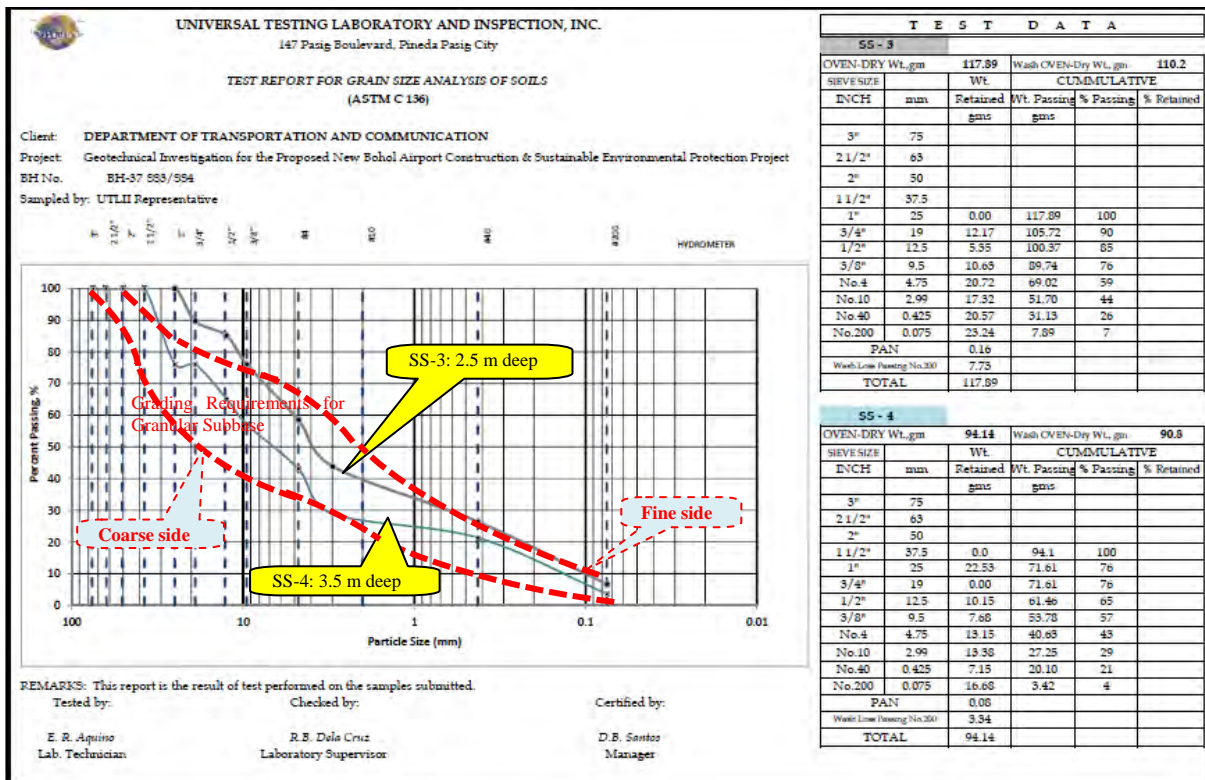 UNIVERSAL TESTING LABORATORY AND INSPECTION, INC.
147 Pasig Boulevard, Pineda Pasig City
TEST REPORT FOR GRAIN SIZE ANALYSIS OF SOILS
(ASTM C 136)
Client: DEPARTMENT OF TRANSPORTATION AND COMMUNICATION
Project: Geotechnical Investigation for the Proposed New Bohol Airport Construction & Sustainable Environmental Protection Project
BH No. BH-37 SS3/SS4
Sampled by: UTLII Representative
3" 2 1/2" 2" 1 1/2" 1" 3/4" 1/2" 3/8" #4 #10 #40 #200 HYDROMETER
Percent Passing, %
100
90
80
70
60
50
40
30
20
10
0
SS-3: 2.5 m deep
Grading Requirements for
Granular Subbase
Coarse side
Fine side
SS-4: 3.5 m deep
100 10 1 0.1 0.01
Particle Size (mm)
REMARKS: This report is the result of test performed on the samples submitted.
Tested by: Checked by: Certified by:
E. R. Aquino R.B. Dela Cruz D.B. Santos
Lab. Technician Laboratory Supervisor Manager
T E S T D A T A
SS - 3
OVEN-DRY Wt.,gm 117.89 Wash OVEN-Dry Wt., gm 110.2
SIEVE SIZE Wt. CUMMULATIVE
INCH mm Retained Wt. Passing % Passing % Retained
gms gms
3" 75
2 1/2" 63
2" 50
1 1/2" 37.5
1" 25 0.00 117.89 100
3/4" 19 12.17 105.72 90
1/2" 12.5 5.35 100.37 85
3/8" 9.5 10.63 89.74 76
No.4 4.75 20.72 69.02 59
No.10 2.99 17.32 51.70 44
No.40 0.425 20.57 31.13 26
No.200 0.075 23.24 7.89 7
PAN 0.16
Wash Loss Passing No.200 7.73
TOTAL 117.89
SS - 4
OVEN-DRY Wt.,gm 94.14 Wash OVEN-Dry Wt., gm 90.8
SIEVE SIZE Wt. CUMMULATIVE
INCH mm Retained Wt. Passing % Passing % Retained
gms gms
3" 75
2 1/2" 63
2" 50
1 1/2" 37.5 0.0 94.1 100
1" 25 22.53 71.61 76
3/4" 19 0.00 71.61 76
1/2" 12.5 10.15 61.46 65
3/8" 9.5 7.68 53.78 57
No.4 4.75 13.15 40.63 43
No.10 2.99 13.38 27.25 29
No.40 0.425 7.15 20.10 21
No.200 0.075 16.68 3.42 4
PAN 0.08
Wash Loss Passing No.200 3.34
TOTAL 94.14